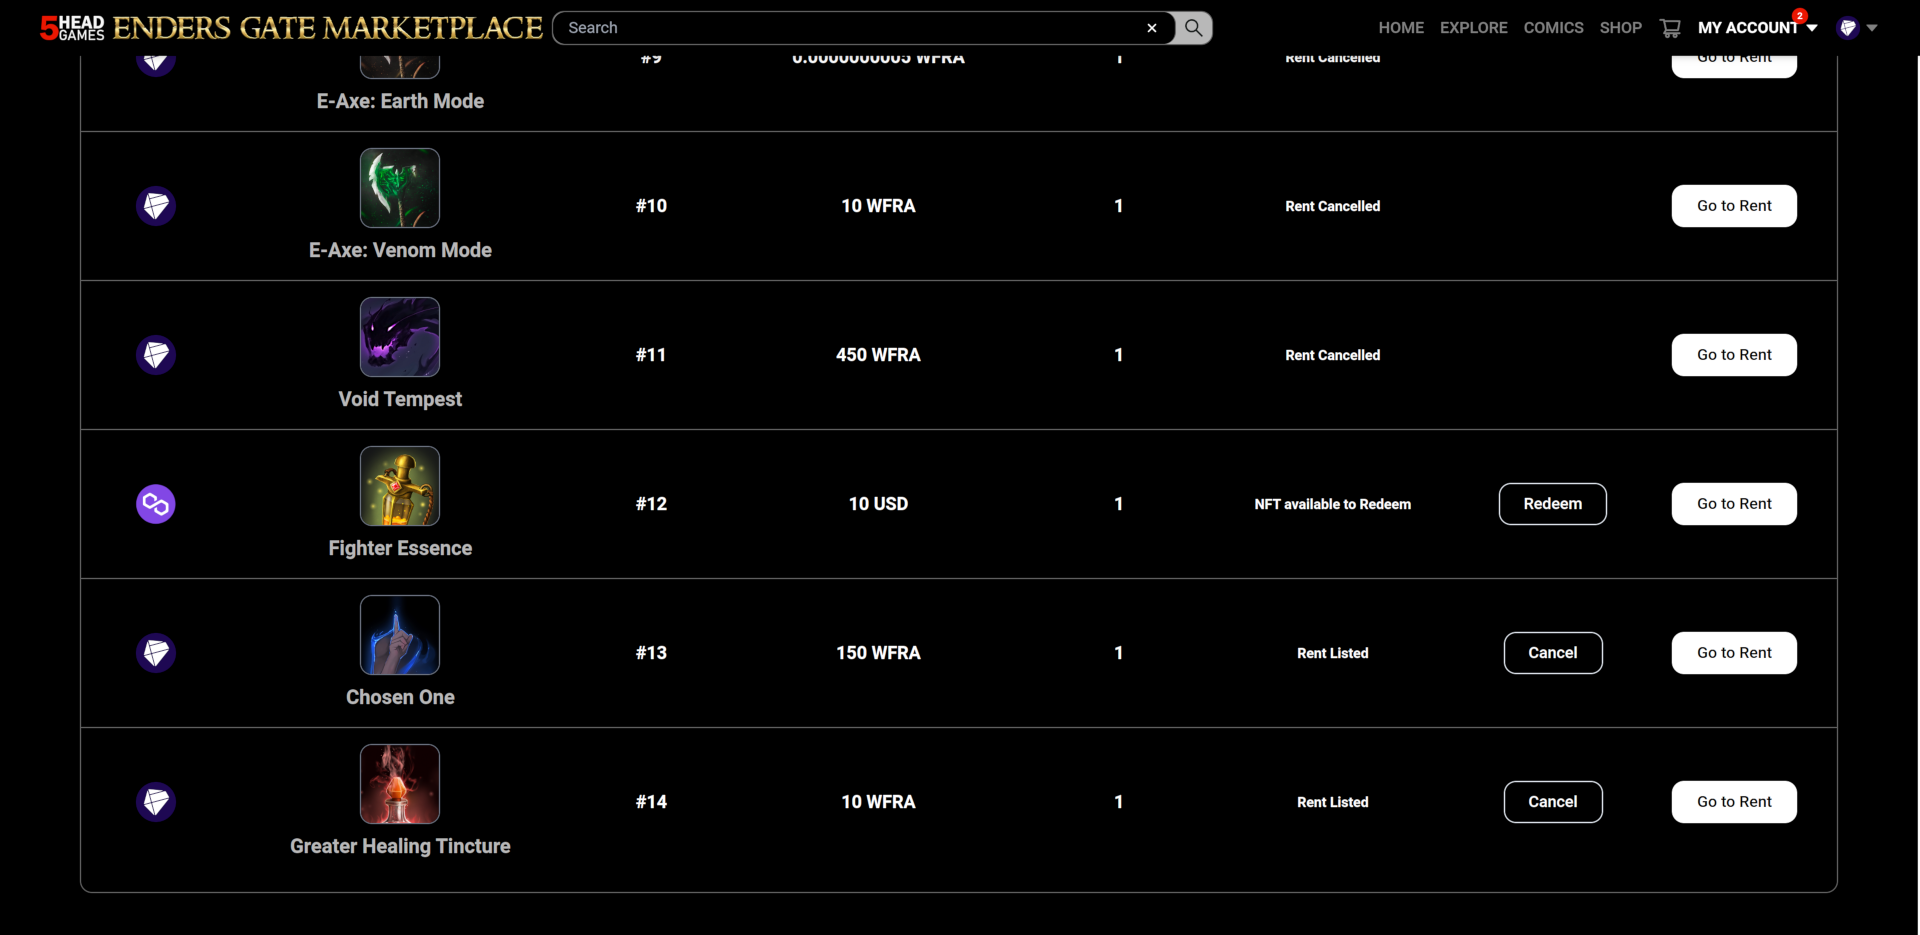 5HEAD GAMES ENDERS GATE MARKETPLACE Search × HOME EXPLORE COMICS SHOP MY ACCOUNT 2
#9 0.0000000005 WFRA 1 Rent Cancelled Go to Rent
E-Axe: Earth Mode
#10 10 WFRA 1 Rent Cancelled Go to Rent
E-Axe: Venom Mode
#11 450 WFRA 1 Rent Cancelled Go to Rent
Void Tempest
#12 10 USD 1 NFT available to Redeem Redeem Go to Rent
Fighter Essence
#13 150 WFRA 1 Rent Listed Cancel Go to Rent
Chosen One
#14 10 WFRA 1 Rent Listed Cancel Go to Rent
Greater Healing Tincture